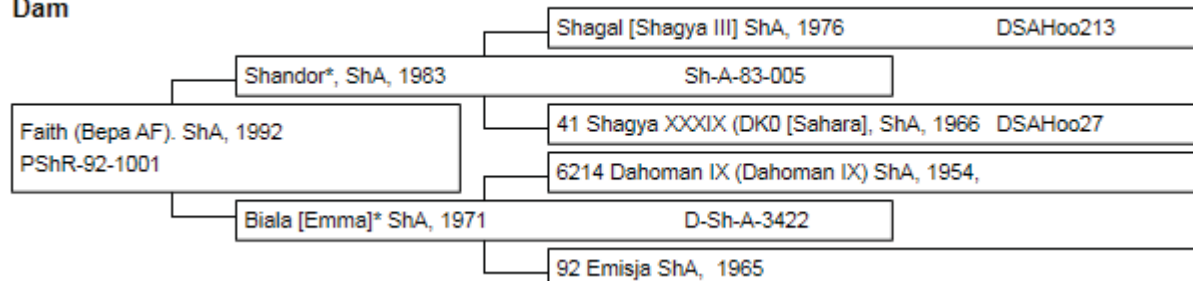 Dam
Shagal [Shagya III] ShA, 1976 DSAHoo213
Shandor*, ShA, 1983 Sh-A-83-005
41 Shagya XXXIX (DK0 [Sahara], ShA, 1966 DSAHoo27
Faith (Bepa AF). ShA, 1992
PShR-92-1001
6214 Dahoman IX (Dahoman IX) ShA, 1954,
Biala [Emma]* ShA, 1971 D-Sh-A-3422
92 Emisja ShA, 1965